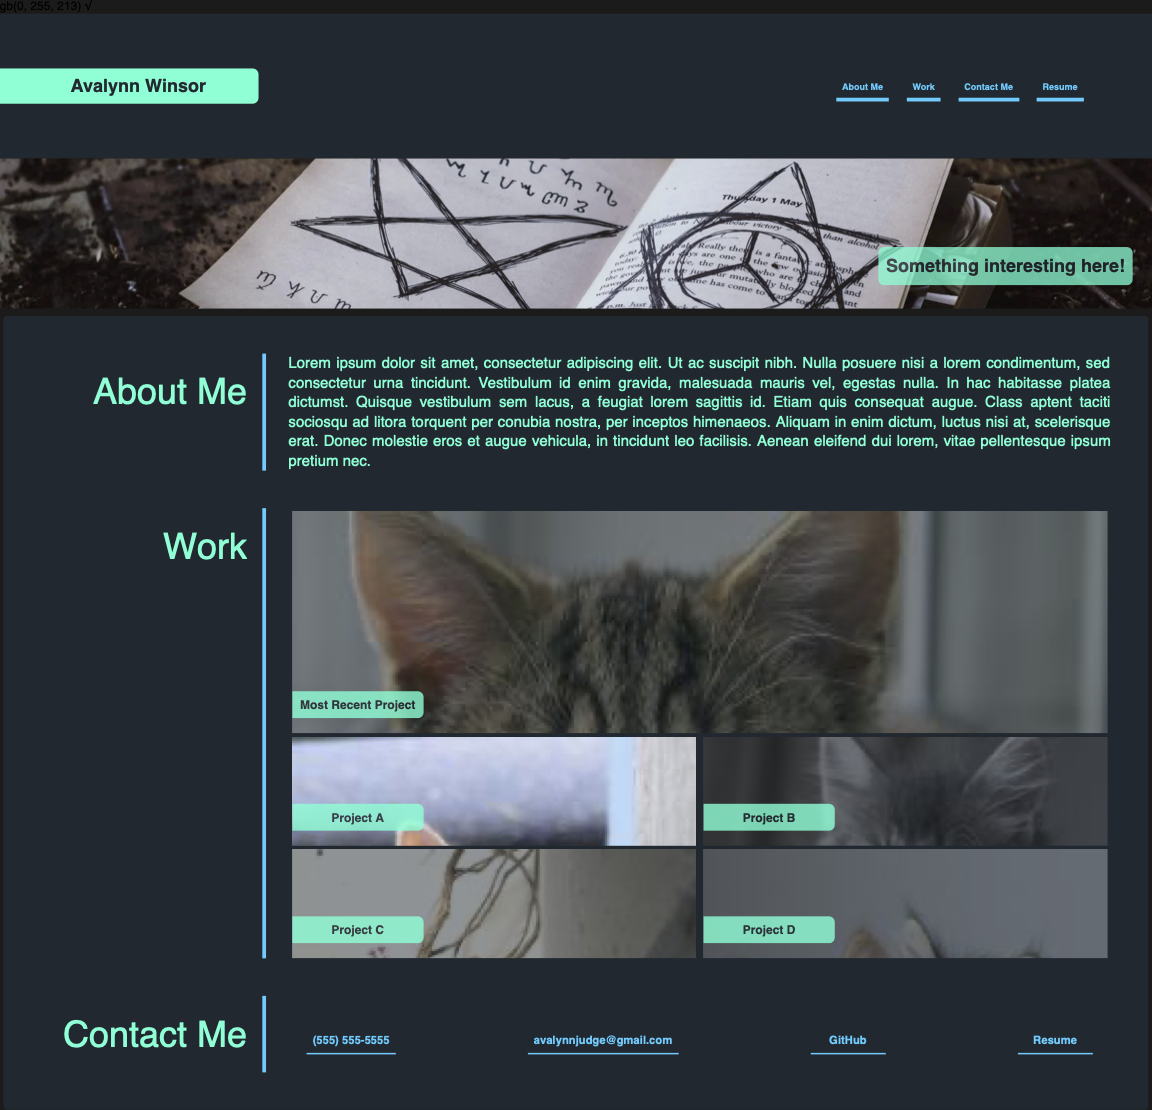 gb(0, 255, 213) √
Avalynn Winsor
About Me
Work
Contact Me
Resume
Thursday 1 May
Something interesting here!
About Me
Lorem ipsum dolor sit amet, consectetur adipiscing elit. Ut ac suscipit nibh. Nulla posuere nisi a lorem condimentum, sed
consectetur urna tincidunt. Vestibulum id enim gravida, malesuada mauris vel, egestas nulla. In hac habitasse platea
dictumst. Quisque vestibulum sem lacus, a feugiat lorem sagittis id. Etiam quis consequat augue. Class aptent taciti
sociosqu ad litora torquent per conubia nostra, per inceptos himenaeos. Aliquam in enim dictum, luctus nisi at, scelerisque
erat. Donec molestie eros et augue vehicula, in tincidunt leo facilisis. Aenean eleifend dui lorem, vitae pellentesque ipsum
pretium nec.
Work
Most Recent Project
Project A
Project B
Project C
Project D
Contact Me
(555) 555-5555
avalynnjudge@gmail.com
GitHub
Resume